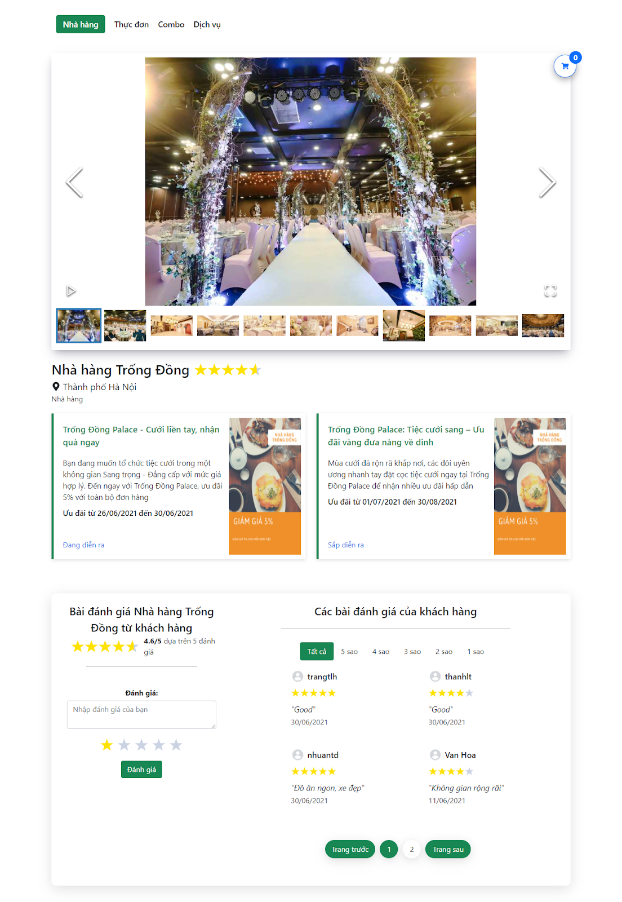 Nhà hàng Thực đơn Combo Dịch vụ
0
Nhà hàng Trống Đồng
Thành phố Hà Nội
Nhà hàng
Trống Đồng Palace - Cưới liền tay, nhận
quà ngay
Bạn đang muốn tổ chức tiệc cưới trong một
không gian Sang trọng - Đẳng cấp với mức giá
hợp lý. Đến ngay với Trống Đồng Palace, ưu đãi
5% với toàn bộ đơn hàng
Ưu đãi từ 26/06/2021 đến 30/06/2021
Đang diễn ra
NHÀ HÀNG
TRỐNG ĐỒNG
GIẢM GIÁ 5%
Trống Đồng Palace: Tiệc cưới sang – Ưu
đãi vàng đưa nàng về dinh
Mùa cưới đã rộn rã khắp nơi, các đôi uyên
ương nhanh tay đặt cọc tiệc cưới ngay tại Trống
Đồng Palace để nhận nhiều ưu đãi hấp dẫn
Ưu đãi từ 01/07/2021 đến 30/08/2021
Sắp diễn ra
NHÀ HÀNG
TRỐNG ĐỒNG
GIẢM GIÁ 5%
Bài đánh giá Nhà hàng Trống
Đồng từ khách hàng
4.6/5 dựa trên 5 đánh
giá
Đánh giá:
Nhập đánh giá của bạn
Đánh giá
Các bài đánh giá của khách hàng
Tất cả 5 sao 4 sao 3 sao 2 sao 1 sao
trangtlh
"Good"
30/06/2021
thanhlt
"Good"
30/06/2021
nhuantd
"Đồ ăn ngon, xe đẹp"
30/06/2021
Van Hoa
"Không gian rộng rãi"
11/06/2021
Trang trước 1 2 Trang sau